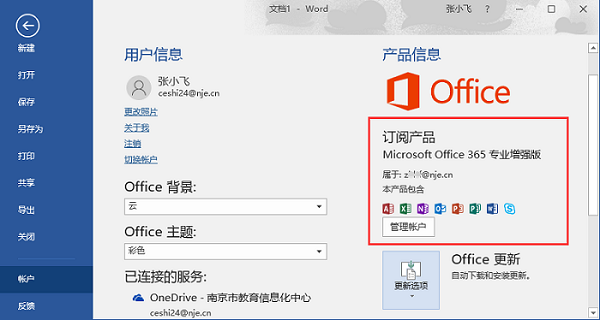 文档1 - Word
张小飞
?
新建
打开
保存
另存为
打印
共享
导出
关闭
帐户
反馈
用户信息
张小飞
ceshi24@nje.cn
更改照片
关于我
注销
切换帐户
Office 背景:
云
Office 主题:
彩色
已连接的服务:
OneDrive - 南京市教育信息化中心
ceshi24@nje.cn
产品信息
Office
订阅产品
Microsoft Office 365 专业增强版
属于: @nje.cn
本产品包含
管理帐户
更新选项
Office 更新
自动下载和安装更新。